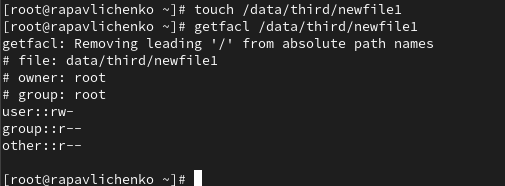 [root@rapavlichenko ~]# touch /data/third/newfile1
[root@rapavlichenko ~]# getfacl /data/third/newfile1
getfacl: Removing leading '/' from absolute path names
# file: data/third/newfile1
# owner: root
# group: root
user::rw-
group::r--
other::r--
[root@rapavlichenko ~]#